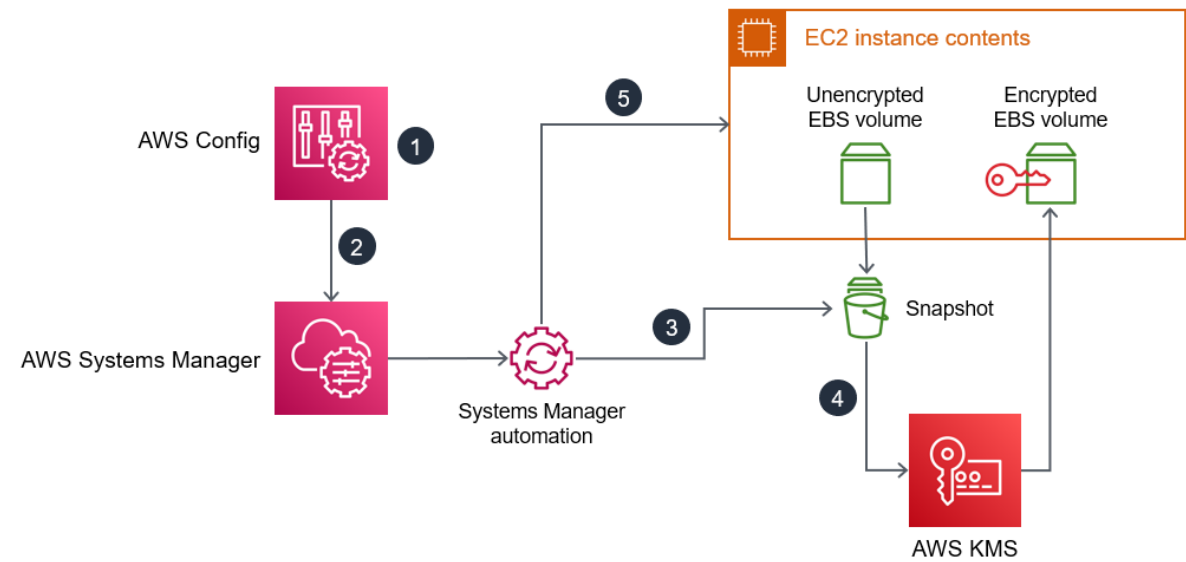 EC2 instance contents
5
Unencrypted
EBS volume
Encrypted
EBS volume
AWS Config
1
2
3
Snapshot
AWS Systems Manager
4
Systems Manager
automation
AWS KMS